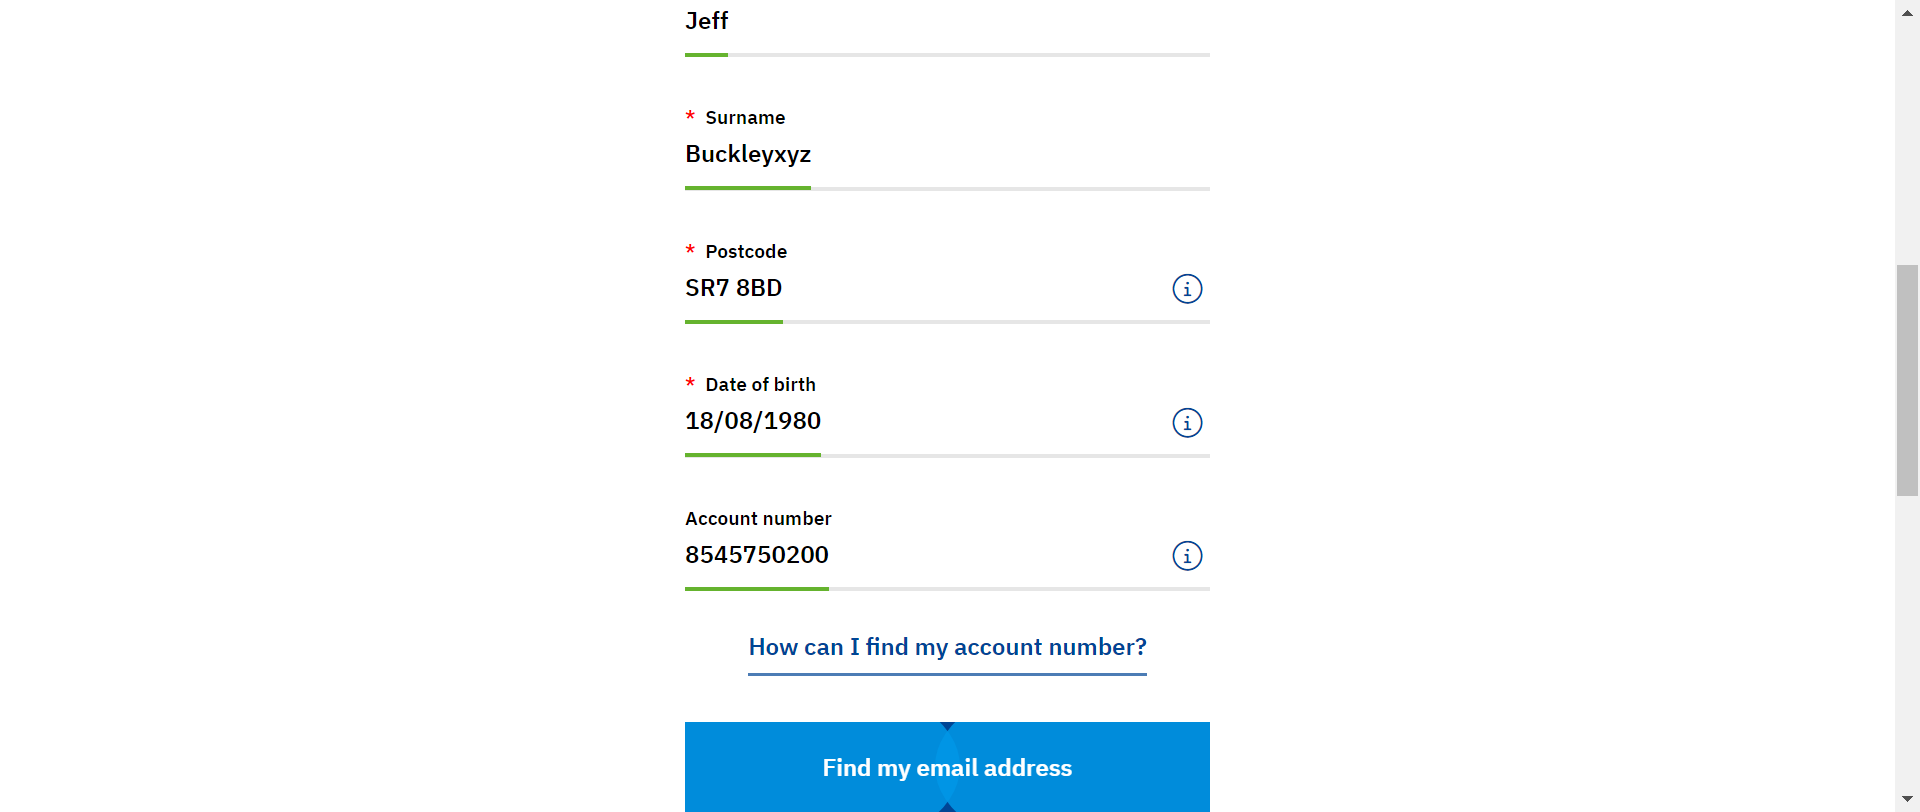 Jeff
* Surname
Buckleyxyz
* Postcode
SR7 8BD
* Date of birth
18/08/1980
Account number
8545750200
How can I find my account number?
Find my email address